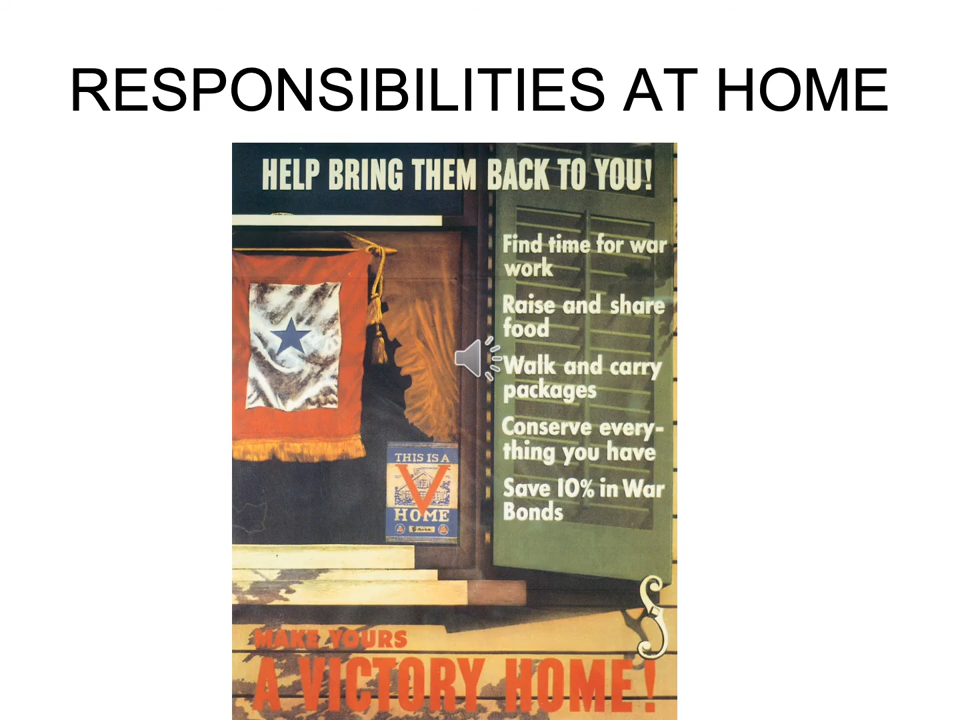 RESPONSIBILITIES AT HOME
HELP BRING THEM BACK TO YOU!
Find time for war
work
Raise and share
food
Walk and carry
packages
Conserve every-
thing you have
Save 10% in War
Bonds
THIS IS A
V
HOME
MAKE YOURS
A VICTORY HOME!